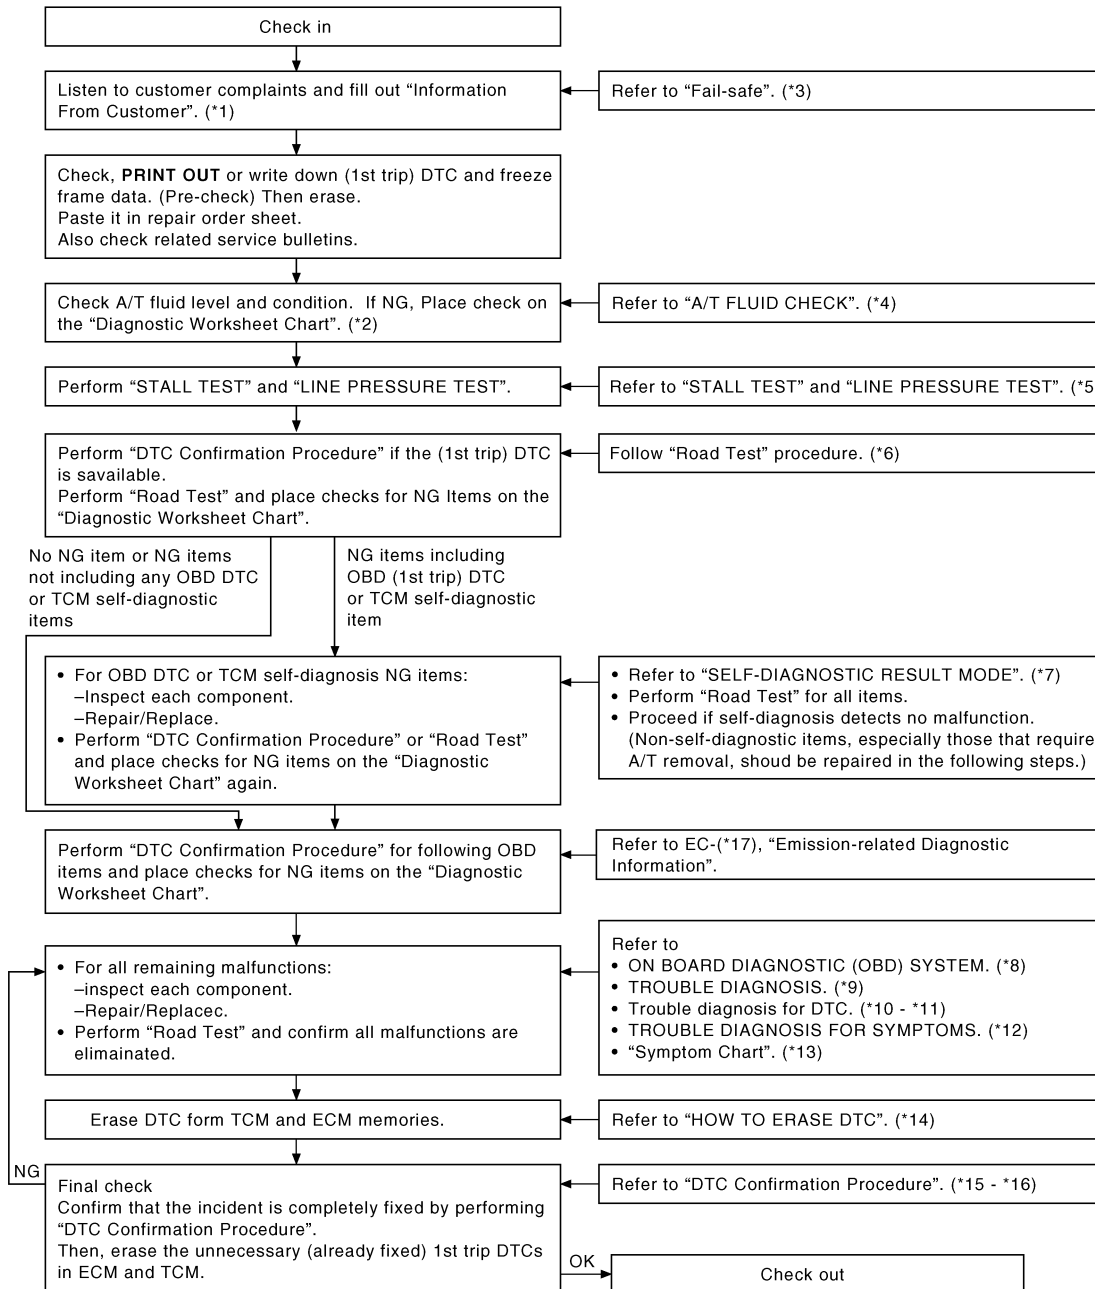 Check in
Listen to customer complaints and fill out “Information
From Customer”. (*1)
Refer to “Fail-safe”. (*3)
Check, PRINT OUT or write down (1st trip) DTC and freeze
frame data. (Pre-check) Then erase.
Paste it in repair order sheet.
Also check related service bulletins.
Check A/T fluid level and condition.  If NG, Place check on
the “Diagnostic Worksheet Chart”. (*2)
Refer to “A/T FLUID CHECK”. (*4)
Perform “STALL TEST” and “LINE PRESSURE TEST”.
Refer to “STALL TEST” and “LINE PRESSURE TEST”. (*5
Perform “DTC Confirmation Procedure” if the (1st trip) DTC
is savailable.
Perform “Road Test” and place checks for NG Items on the
“Diagnostic Worksheet Chart”.
Follow “Road Test” procedure. (*6)
No NG item or NG items
not including any OBD DTC
or TCM self-diagnostic
items
NG items including
OBD (1st trip) DTC
or TCM self-diagnostic
item
• For OBD DTC or TCM self-diagnosis NG items:
–Inspect each component.
–Repair/Replace.
• Perform “DTC Confirmation Procedure” or “Road Test”
and place checks for NG items on the “Diagnostic
Worksheet Chart” again.
• Refer to “SELF-DIAGNOSTIC RESULT MODE”. (*7)
• Perform “Road Test” for all items.
• Proceed if self-diagnosis detects no malfunction.
(Non-self-diagnostic items, especially those that require
A/T removal, shoud be repaired in the following steps.)
Perform “DTC Confirmation Procedure” for following OBD
items and place checks for NG items on the “Diagnostic
Worksheet Chart”.
Refer to EC-(*17), “Emission-related Diagnostic
Information”.
• For all remaining malfunctions:
–inspect each component.
–Repair/Replacec.
• Perform “Road Test” and confirm all malfunctions are
elimainated.
Refer to
• ON BOARD DIAGNOSTIC (OBD) SYSTEM. (*8)
• TROUBLE DIAGNOSIS. (*9)
• Trouble diagnosis for DTC. (*10 - *11)
• TROUBLE DIAGNOSIS FOR SYMPTOMS. (*12)
• “Symptom Chart”. (*13)
Erase DTC form TCM and ECM memories.
Refer to “HOW TO ERASE DTC”. (*14)
NG
Final check
Confirm that the incident is completely fixed by performing
“DTC Confirmation Procedure”.
Then, erase the unnecessary (already fixed) 1st trip DTCs
in ECM and TCM.
Refer to “DTC Confirmation Procedure”. (*15 - *16)
OK
Check out